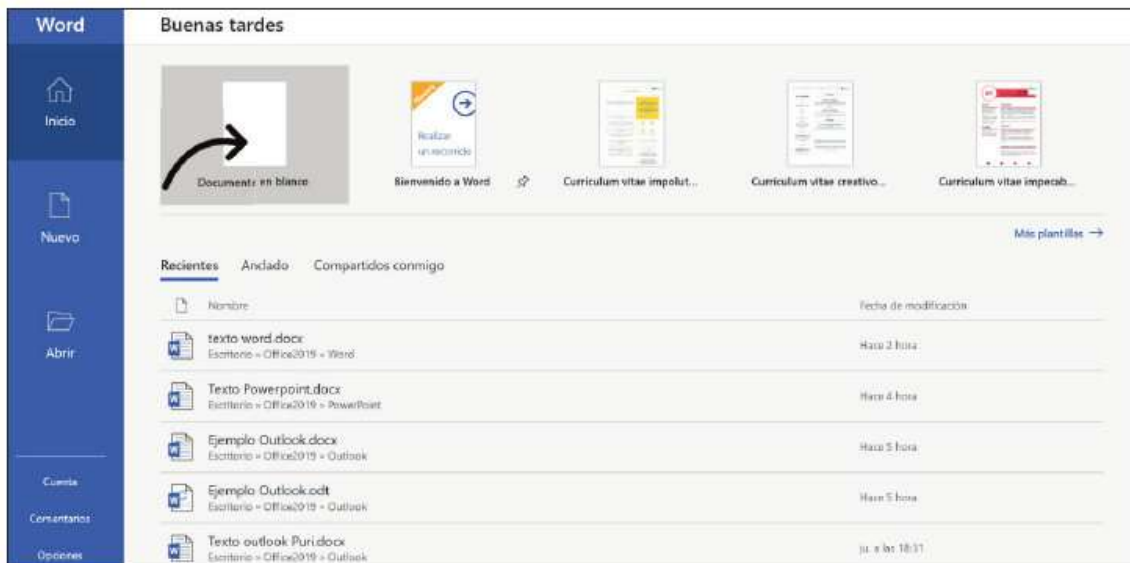 Word
Buenas tardes
Inicio
Nuevo
Abrir
Cuenta
Comentarios
Opciones
Documento en blanco
Realizar
un recorrido
Bienvenido a Word
Curriculum vitae impolut...
Curriculum vitae creativo...
Curriculum vitae impecab...
Más plantillas →
Recientes Anclado Compartidos conmigo
Nombre Fecha de modificación
texto word.docx
Escritorio » Office2019 » Word
Hace 2 hora
Texto Powerpoint.docx
Escritorio » Office2019 » PowerPoint
Hace 4 hora
Ejemplo Outlook.docx
Escritorio » Office2019 » Outlook
Hace 5 hora
Ejemplo Outlook.odt
Escritorio » Office2019 » Outlook
Hace 5 hora
Texto outlook Puri.docx
Escritorio » Office2019 » Outlook
ju. a las 18:31